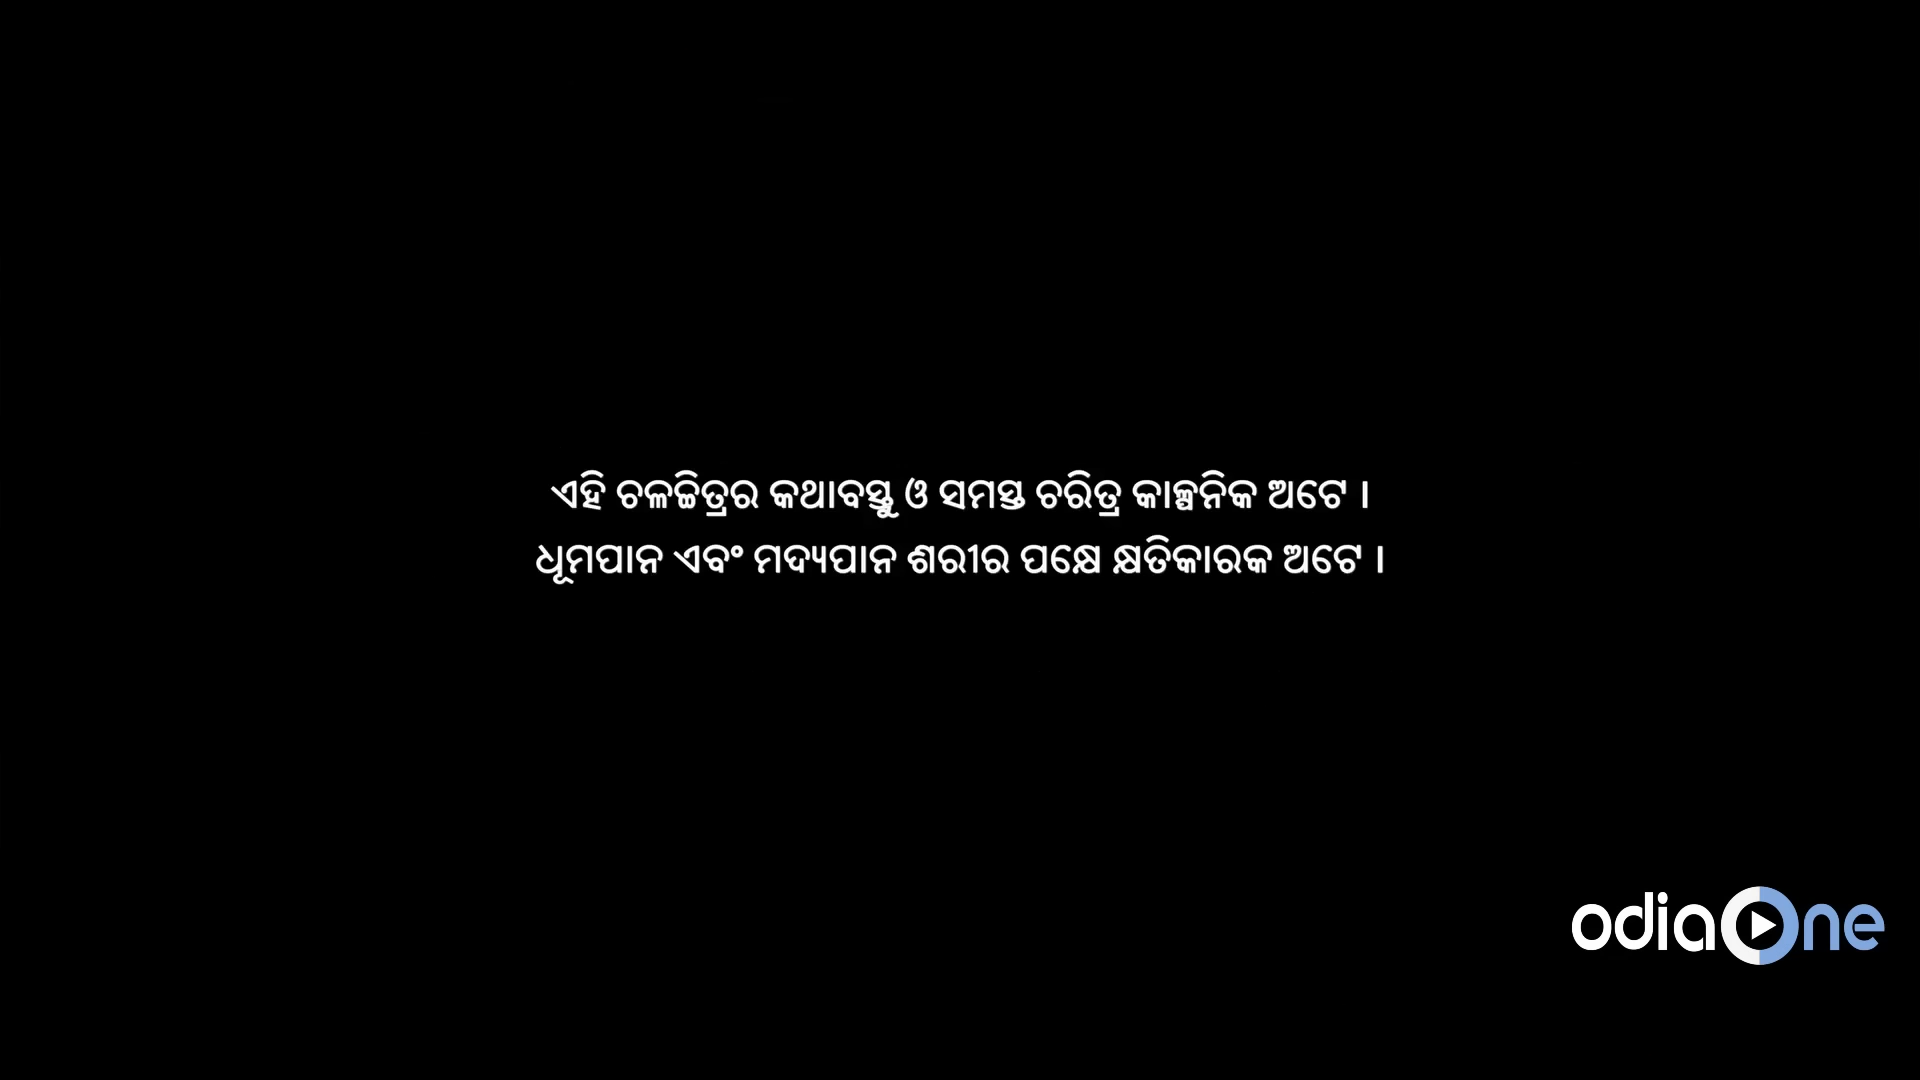 ଏହି ଚଳଚ୍ଚିତ୍ରର କଥାବସ୍ତୁ ଓ ସମସ୍ତ ଚରିତ୍ର କାଳ୍ପନିକ ଅଟେ ।
ଧୂମପାନ ଏବଂ ମଦ୍ୟପାନ ଶରୀର ପକ୍ଷେ କ୍ଷତିକାରକ ଅଟେ ।
odiaOne